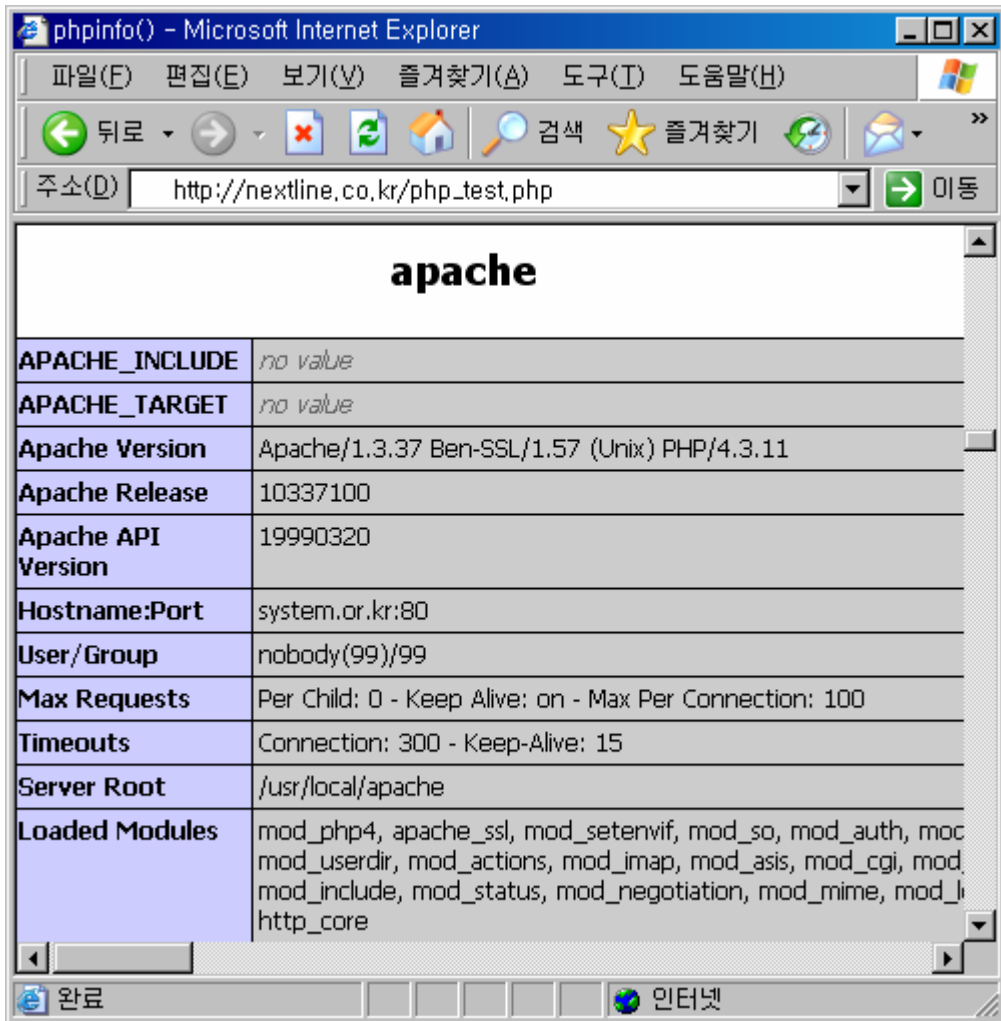 phpinfo() - Microsoft Internet Explorer
파일(F) 편집(E) 보기(V) 즐겨찾기(A) 도구(T) 도움말(H)
뒤로 검색 즐겨찾기 »
주소(D) http://nextline.co.kr/php_test.php 이동
apache
APACHE_INCLUDE no value
APACHE_TARGET no value
Apache Version Apache/1.3.37 Ben-SSL/1.57 (Unix) PHP/4.3.11
Apache Release 10337100
Apache API 19990320
Version
Hostname:Port system.or.kr:80
User/Group nobody(99)/99
Max Requests Per Child: 0 - Keep Alive: on - Max Per Connection: 100
Timeouts Connection: 300 - Keep-Alive: 15
Server Root /usr/local/apache
Loaded Modules mod_php4, apache_ssl, mod_setenvif, mod_so, mod_auth,
mod_userdir, mod_actions, mod_imap, mod_asis, mod_cgi,
mod_include, mod_status, mod_negotiation, mod_mime,
http_core
완료 인터넷